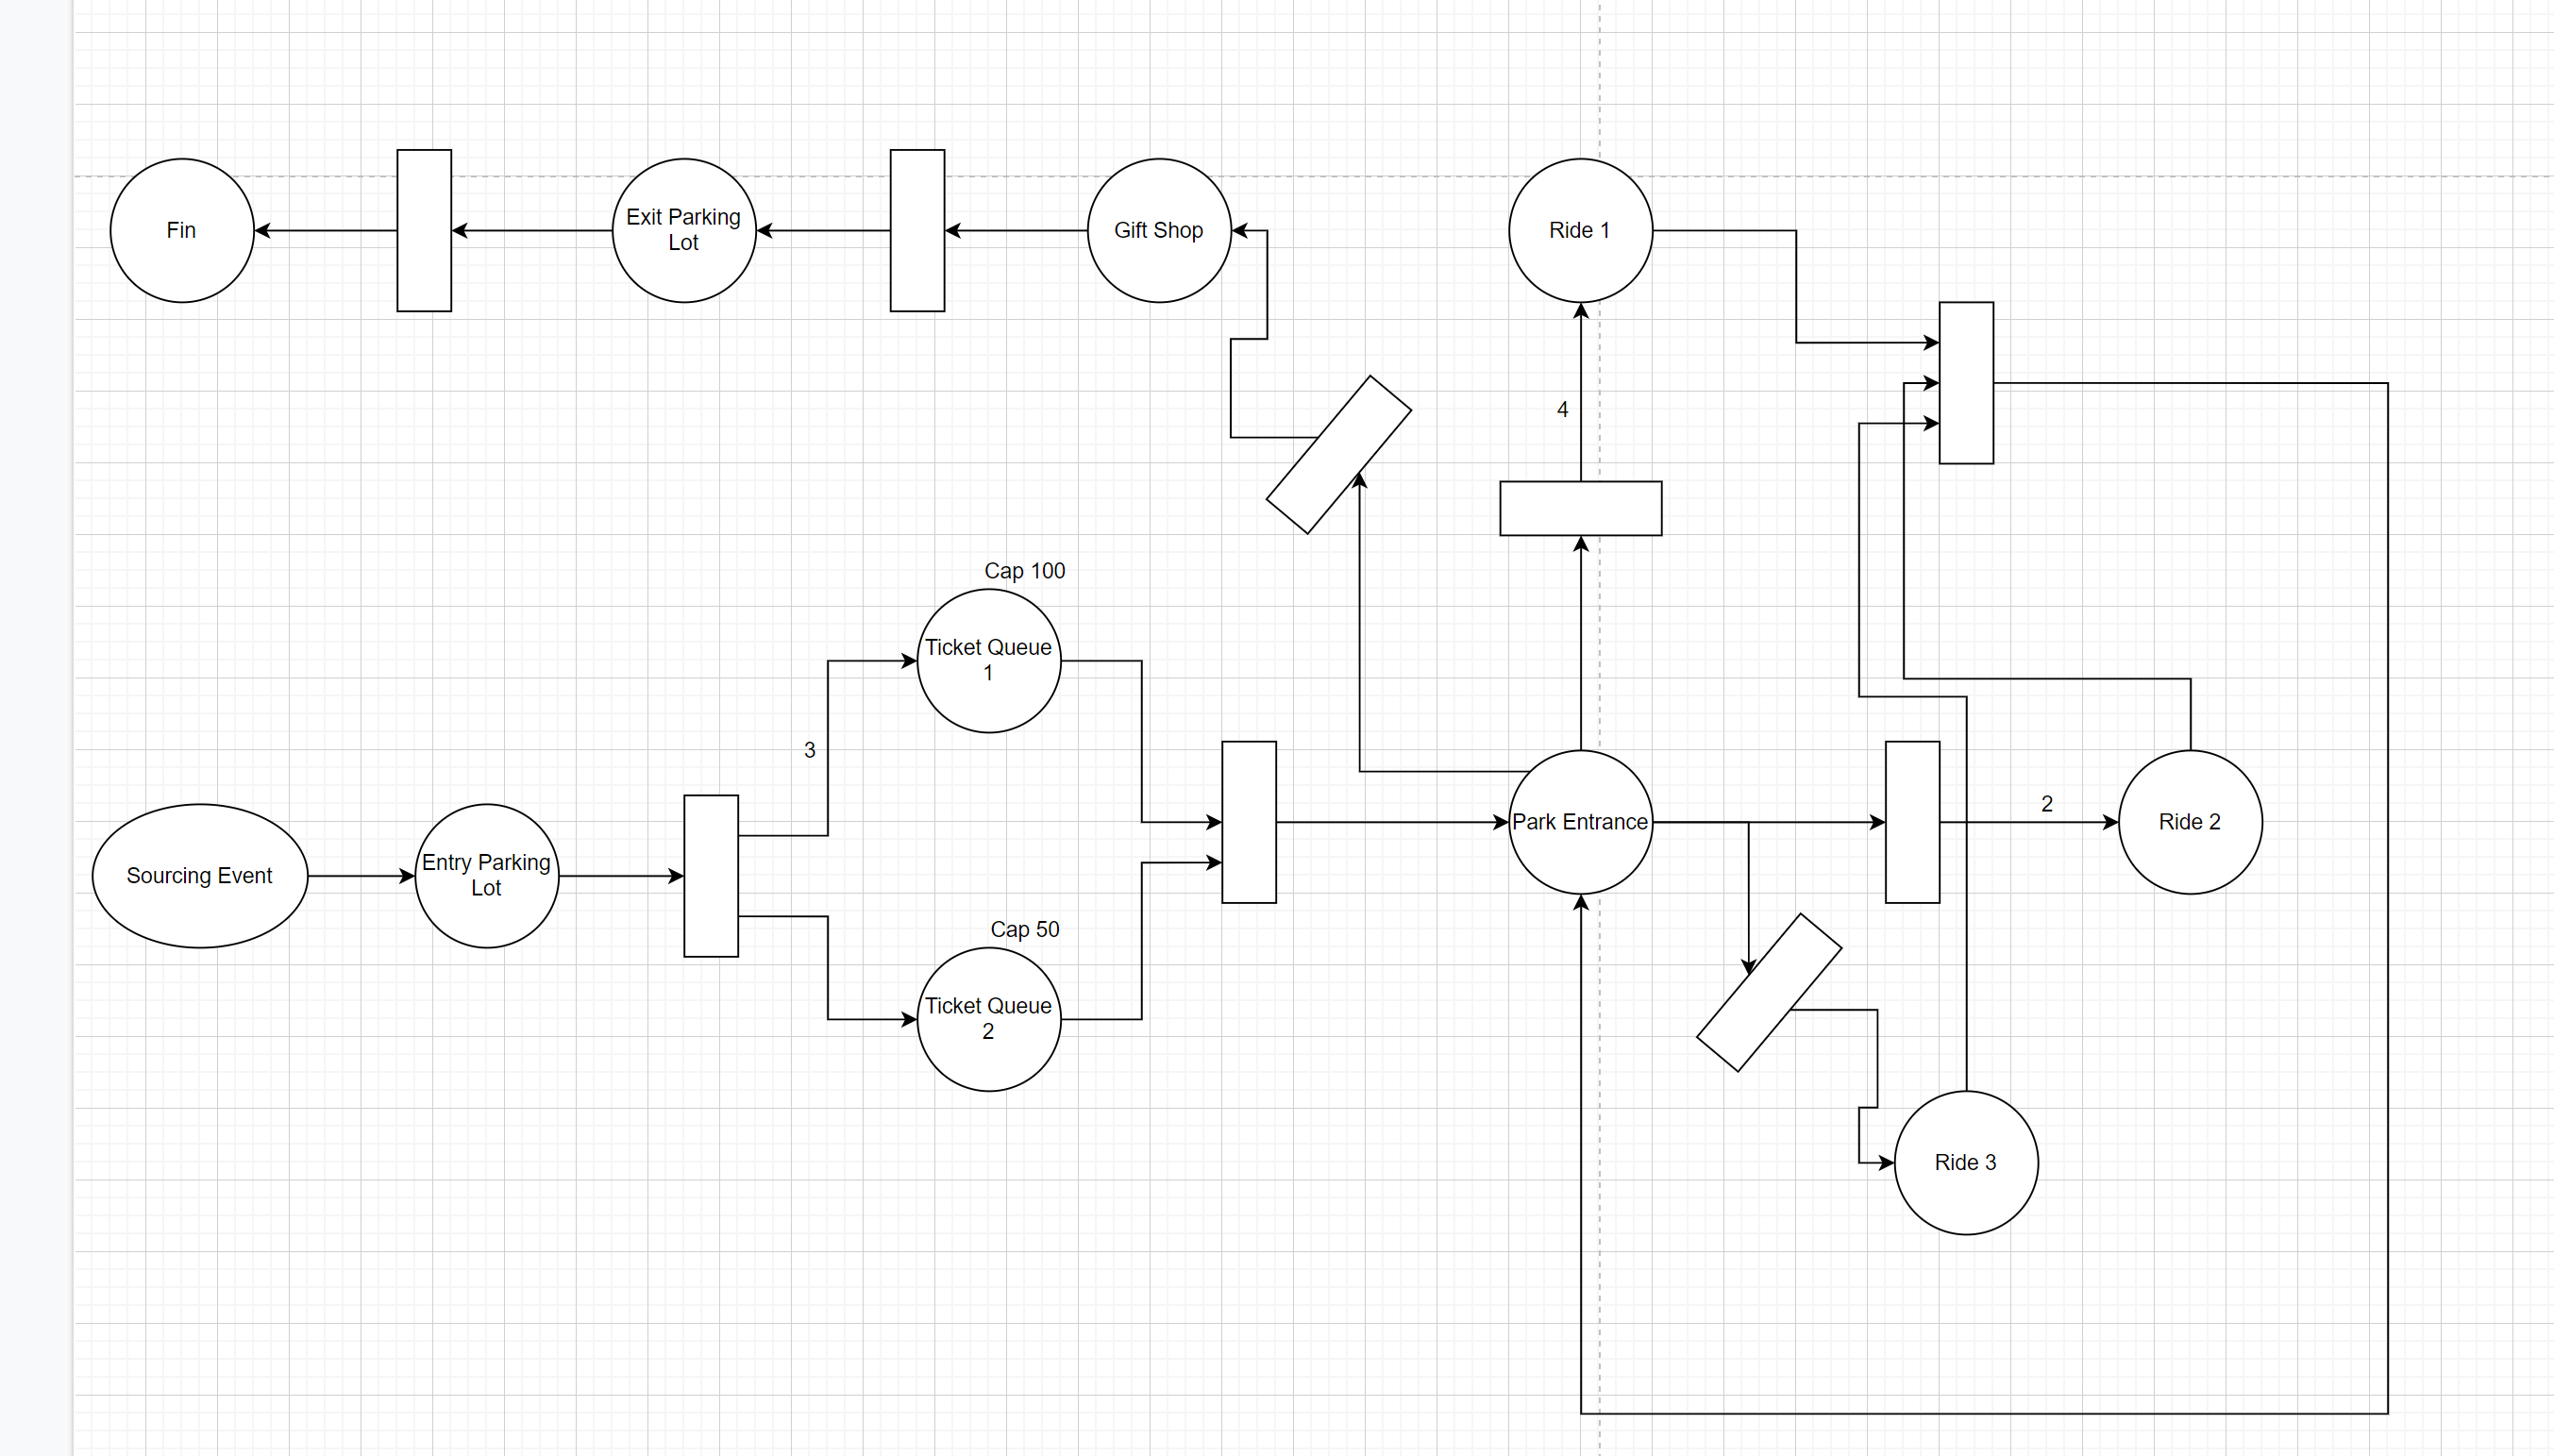 Fin
Exit Parking
Lot
Gift Shop
Ride 1
4
Cap 100
Ticket Queue
1
3
Sourcing Event
Entry Parking
Lot
Cap 50
Ticket Queue
2
Park Entrance
2
Ride 2
Ride 3